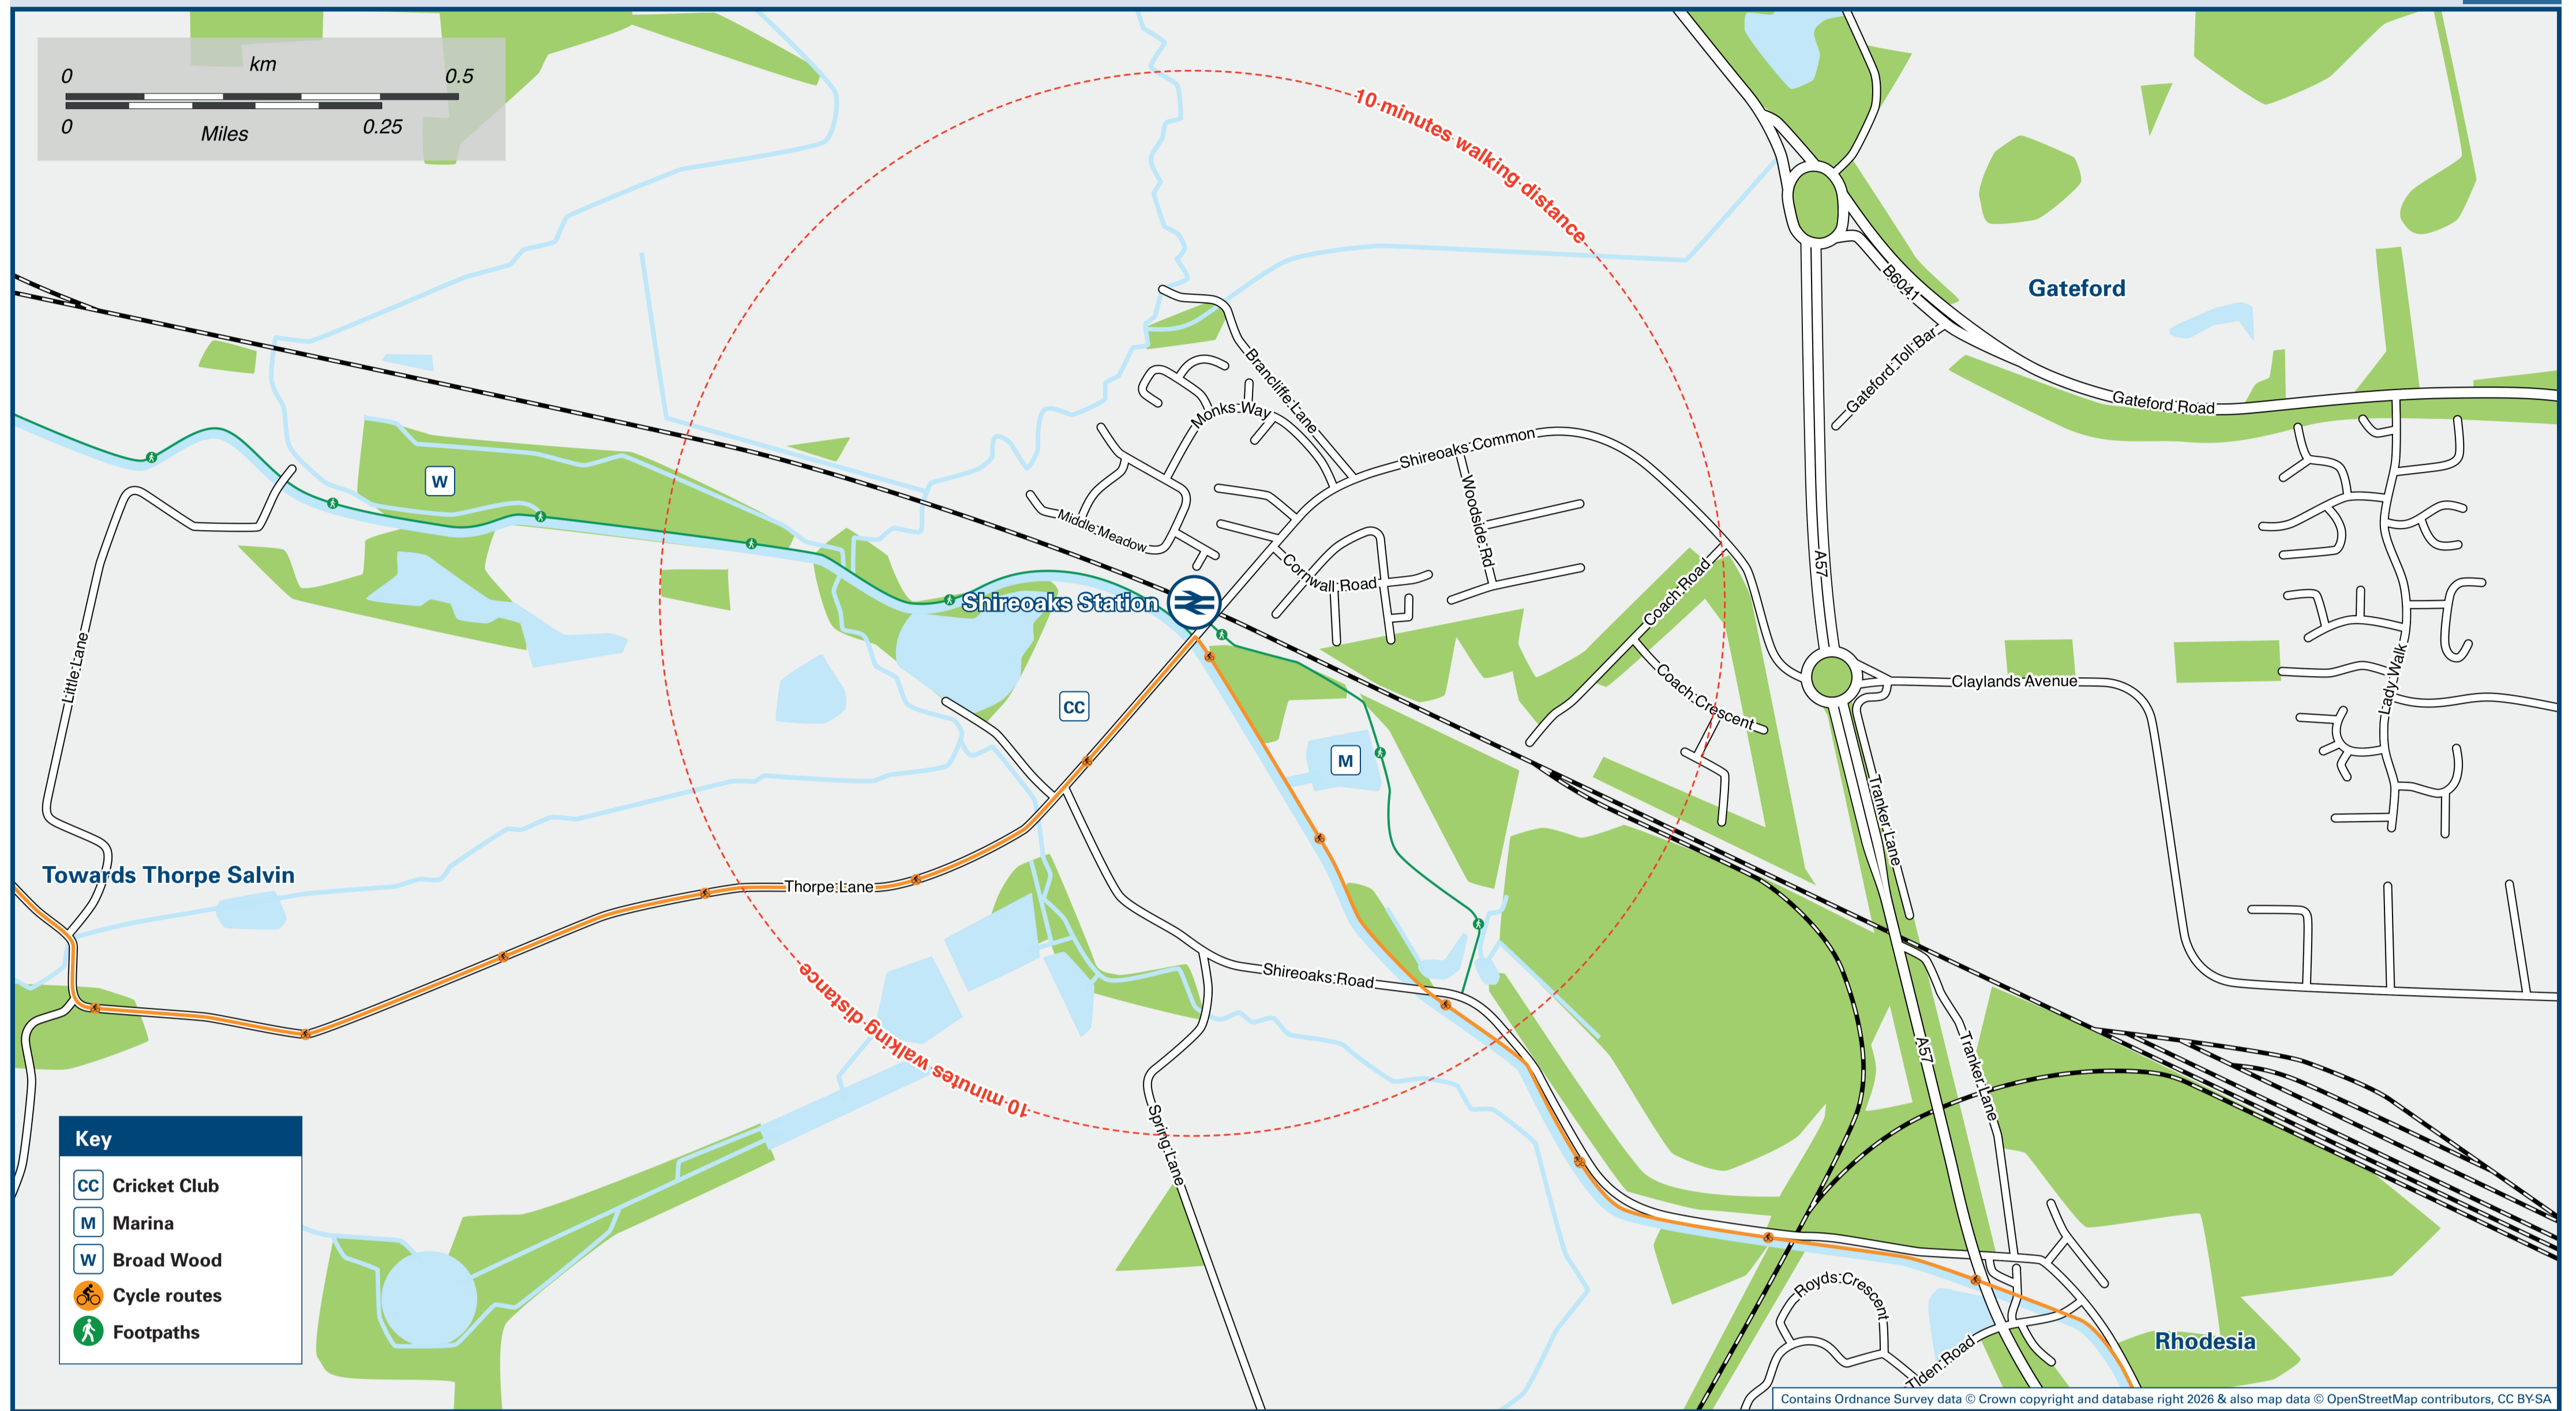 km
0 0.5
0 0.25
Miles
10 minutes walking distance
B6041
Gateford
Gateford Toll Bar
Gateford Road
Brancliffe Lane
Monks Way
Shireoaks Common
Woodside Rd
Middle Meadow
W
A57
Cornwall Road
Coach Road
Shireoaks Station
Little Lane
Coach Crescent
Claylands Avenue
Lady Walk
CC
M
Tranker Lane
Towards Thorpe Salvin
Thorpe Lane
Shireoaks Road
10 minutes walking distance
A57
Tranker Lane
Spring Lane
Key
CC Cricket Club
M Marina
W Broad Wood
Cycle routes
Footpaths
Royds Crescent
Tylden Road
Rhodesia
Contains Ordnance Survey data © Crown copyright and database right 2026 & also map data © OpenStreetMap contributors, CC BY-SA